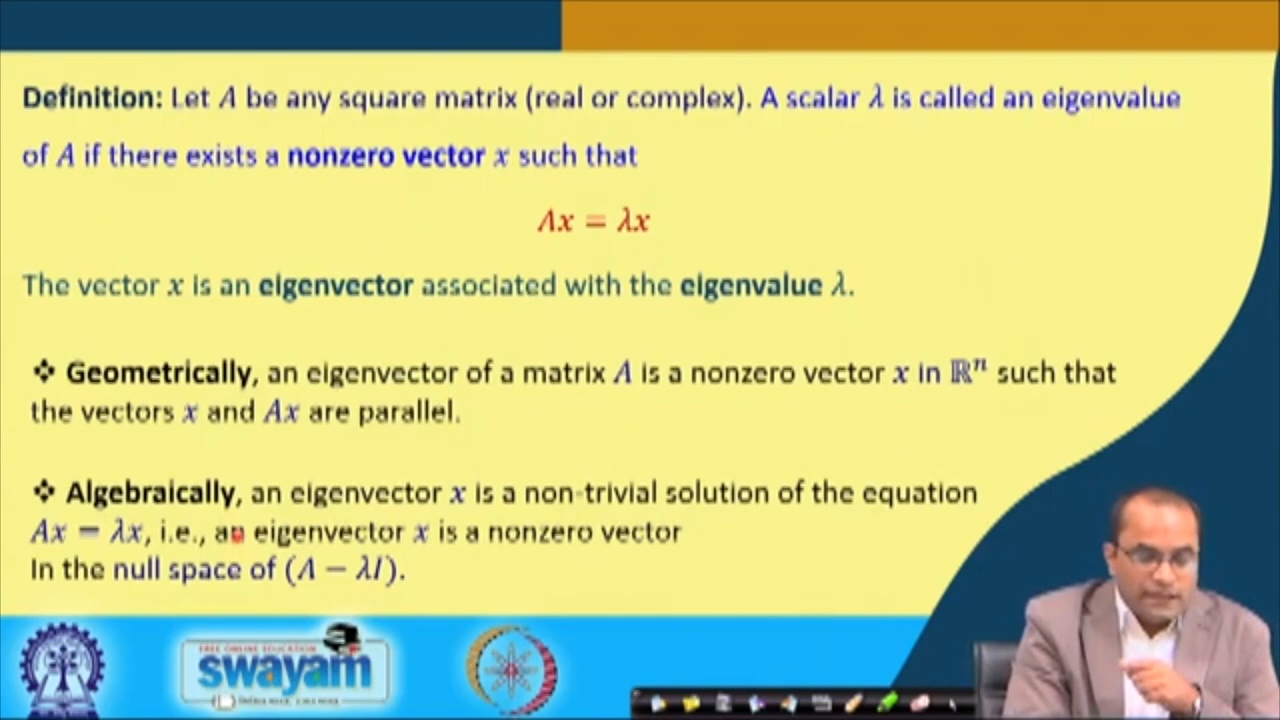 Definition: Let A be any square matrix (real or complex). A scalar λ is called an eigenvalue
of A if there exists a nonzero vector x such that
Ax = λx
The vector x is an eigenvector associated with the eigenvalue λ.
❖ Geometrically, an eigenvector of a matrix A is a nonzero vector x in ℝⁿ such that
the vectors x and Ax are parallel.
❖ Algebraically, an eigenvector x is a non-trivial solution of the equation
Ax = λx, i.e., an eigenvector x is a nonzero vector
In the null space of (A − λI).
FREE ONLINE EDUCATION
swayam